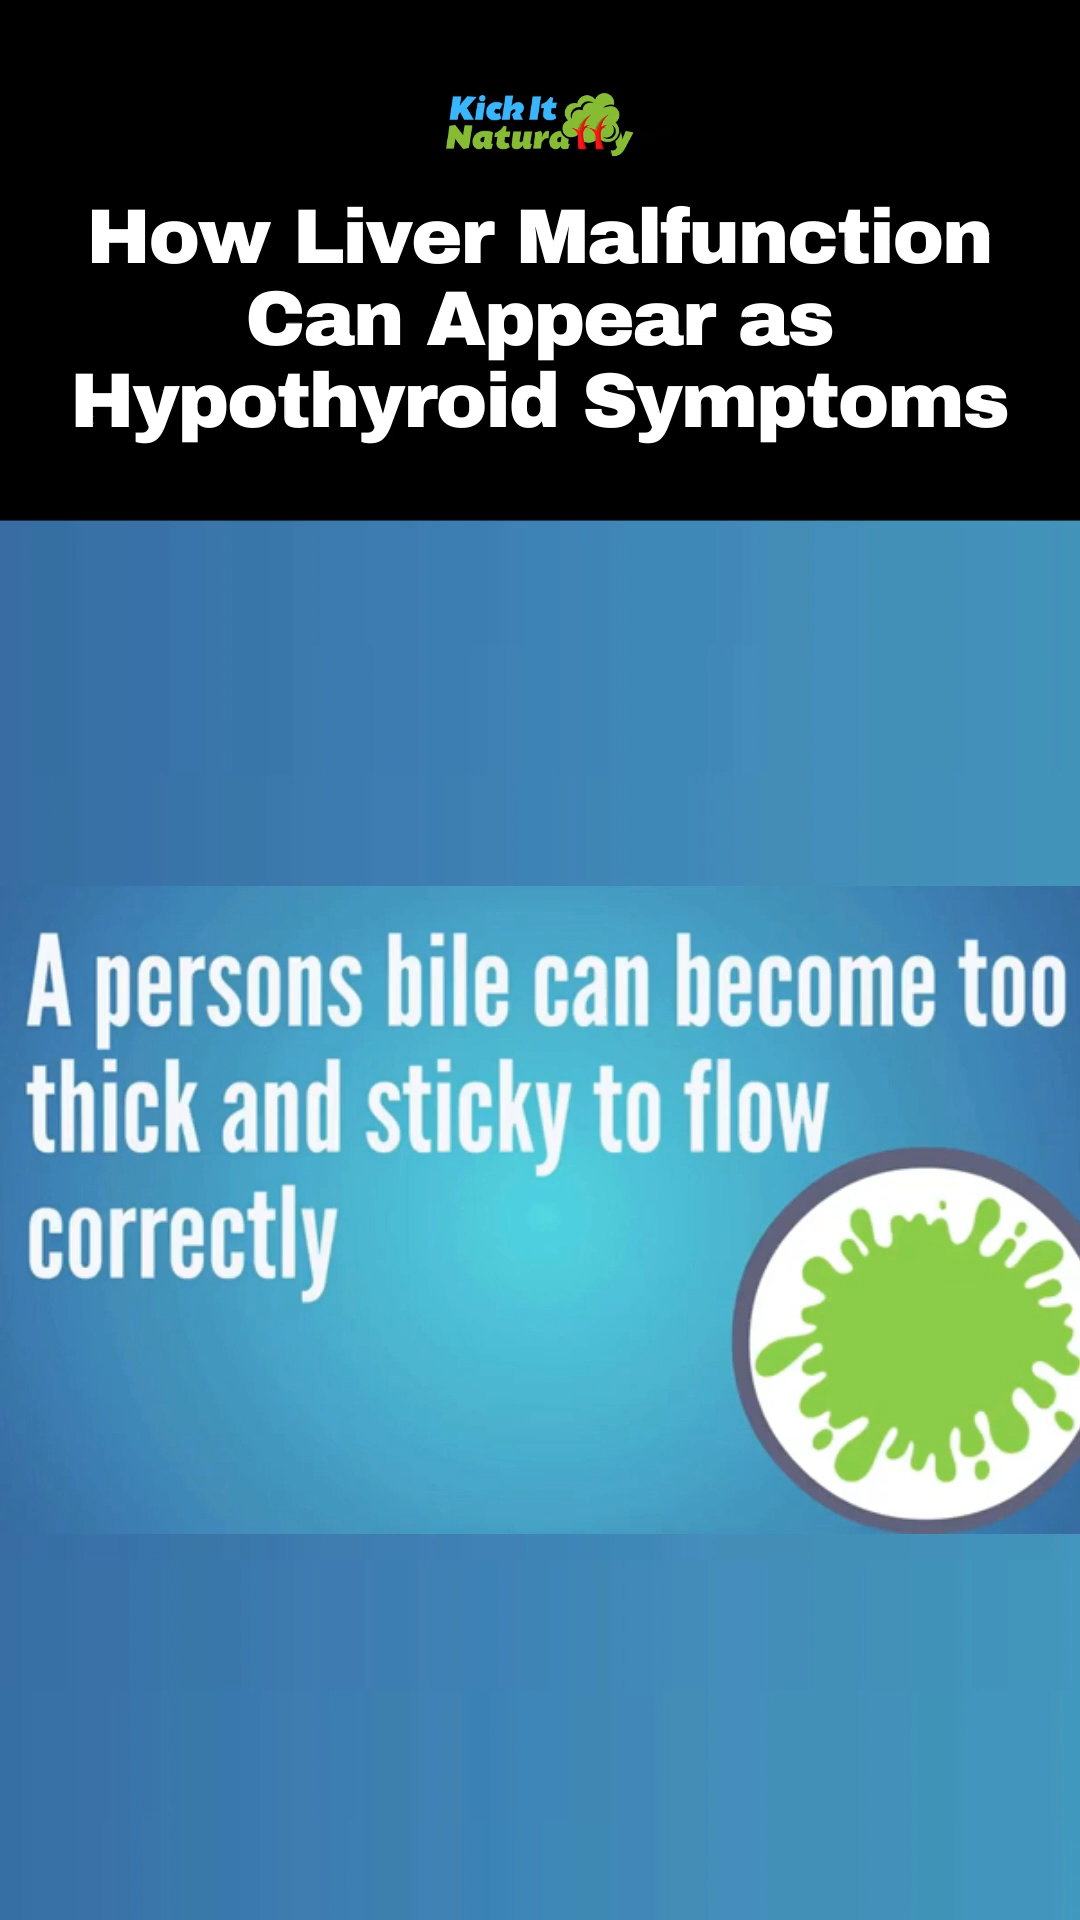 Kick It
Naturally
How Liver Malfunction
Can Appear as
Hypothyroid Symptoms
A persons bile can become too
thick and sticky to flow
correctly